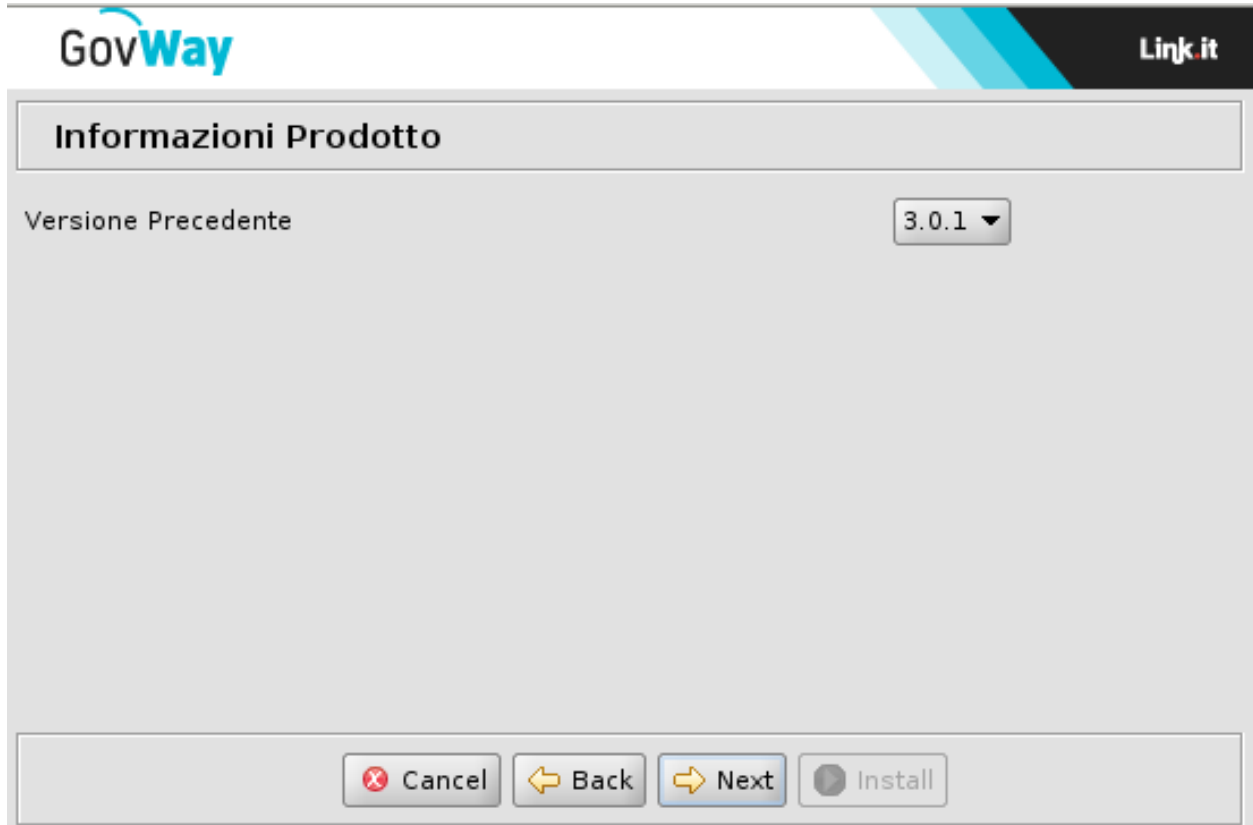 GovWay
Link.it
Informazioni Prodotto
Versione Precedente
3.0.1
Cancel
Back
Next
Install